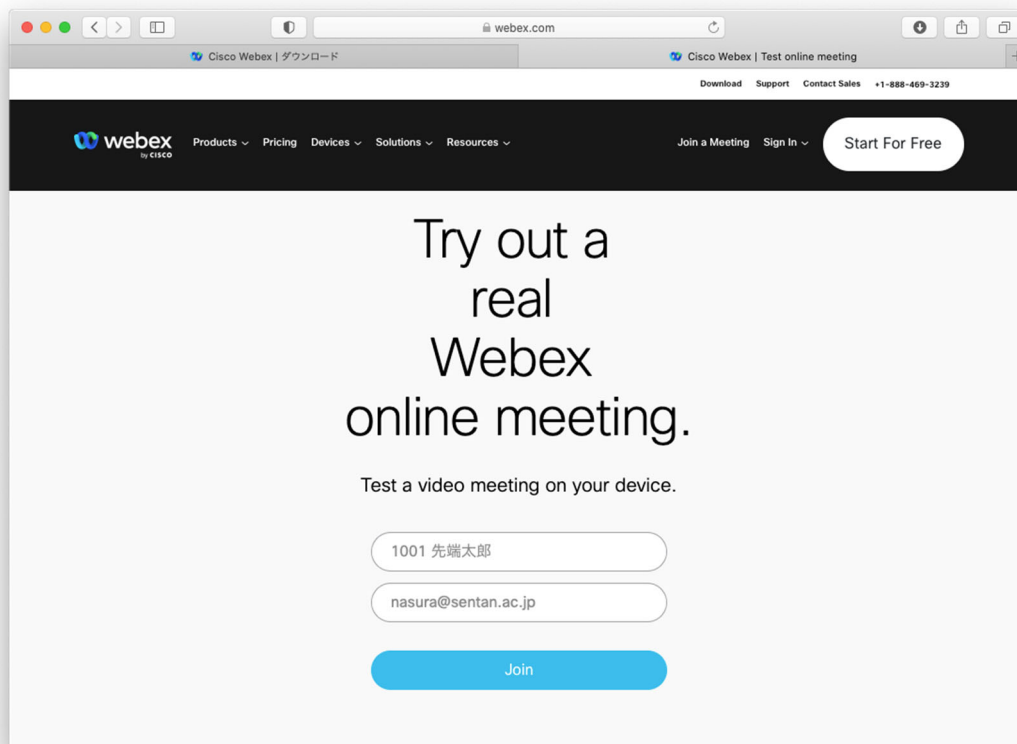 webex.com
Cisco Webex | ダウンロード
Cisco Webex | Test online meeting
Download Support Contact Sales +1-888-469-3239
webex
by CISCO
Products Pricing Devices Solutions Resources
Join a Meeting Sign In Start For Free
Try out a
real
Webex
online meeting.
Test a video meeting on your device.
1001 先端太郎
nasura@sentan.ac.jp
Join